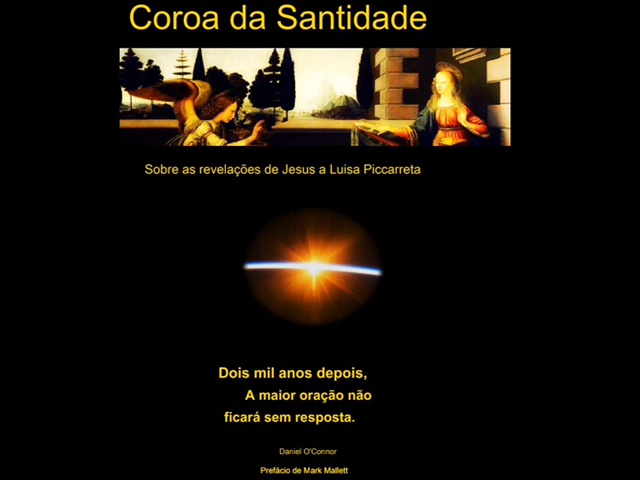 Coroa da Santidade
Sobre as revelações de Jesus a Luisa Piccarreta
Dois mil anos depois,
A maior oração não
ficará sem resposta.
Daniel O'Connor
Prefácio de Mark Mallett